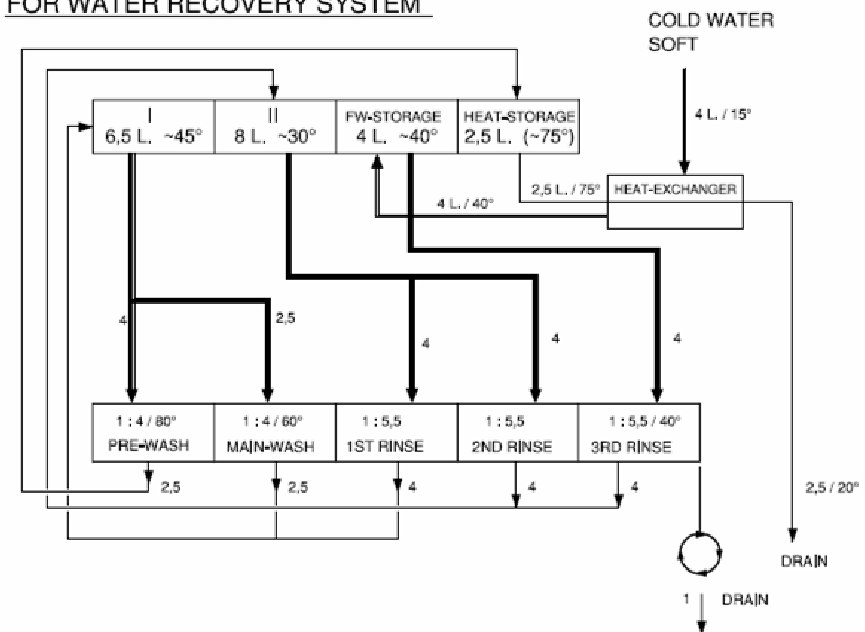 FOR WATER RECOVERY SYSTEM
COLD WATER
SOFT
4 L. / 15°
I
6,5 L. ~45°
II
8 L. ~30°
FW-STORAGE
4 L. ~40°
HEAT-STORAGE
2,5 L. (~75°)
2,5 L. / 75°
HEAT-EXCHANGER
4 L. / 40°
4
2,5
4
4
4
1 : 4 / 80°
PRE-WASH
1 : 4 / 60°
MAIN-WASH
1 : 5,5
1ST RINSE
1 : 5,5
2ND RINSE
1 : 5,5 / 40°
3RD RINSE
2,5
2,5
4
4
4
2,5 / 20°
DRAIN
1 DRAIN